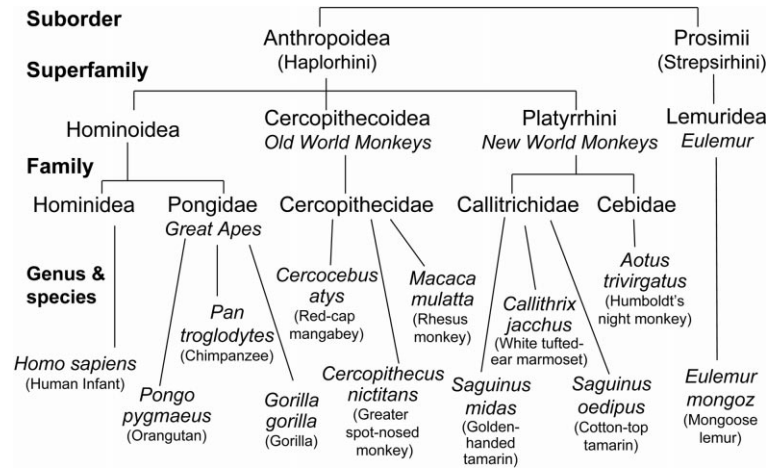 Suborder
Anthropoidea
(Haplorhini)
Prosimii
(Strepsirhini)
Superfamily
Hominoidea
Cercopithecoidea
Old World Monkeys
Platyrrhini
New World Monkeys
Lemuridea
Eulemur
Family
Hominidea
Pongidae
Great Apes
Cercopithecidae
Callitrichidae
Cebidae
Genus &
species
Homo sapiens
(Human Infant)
Pongo
pygmaeus
(Orangutan)
Pan
troglodytes
(Chimpanzee)
Gorilla
gorilla
(Gorilla)
Cercocebus
atys
(Red-cap
mangabey)
Cercopithecus
nictitans
(Greater
spot-nosed
monkey)
Macaca
mulatta
(Rhesus
monkey)
Saguinus
midas
(Golden-
handed
tamarin)
Callithrix
jacchus
(White tufted-
ear marmoset)
Saguinus
oedipus
(Cotton-top
tamarin)
Aotus
trivirgatus
(Humboldt's
night monkey)
Eulemur
mongoz
(Mongoose
lemur)